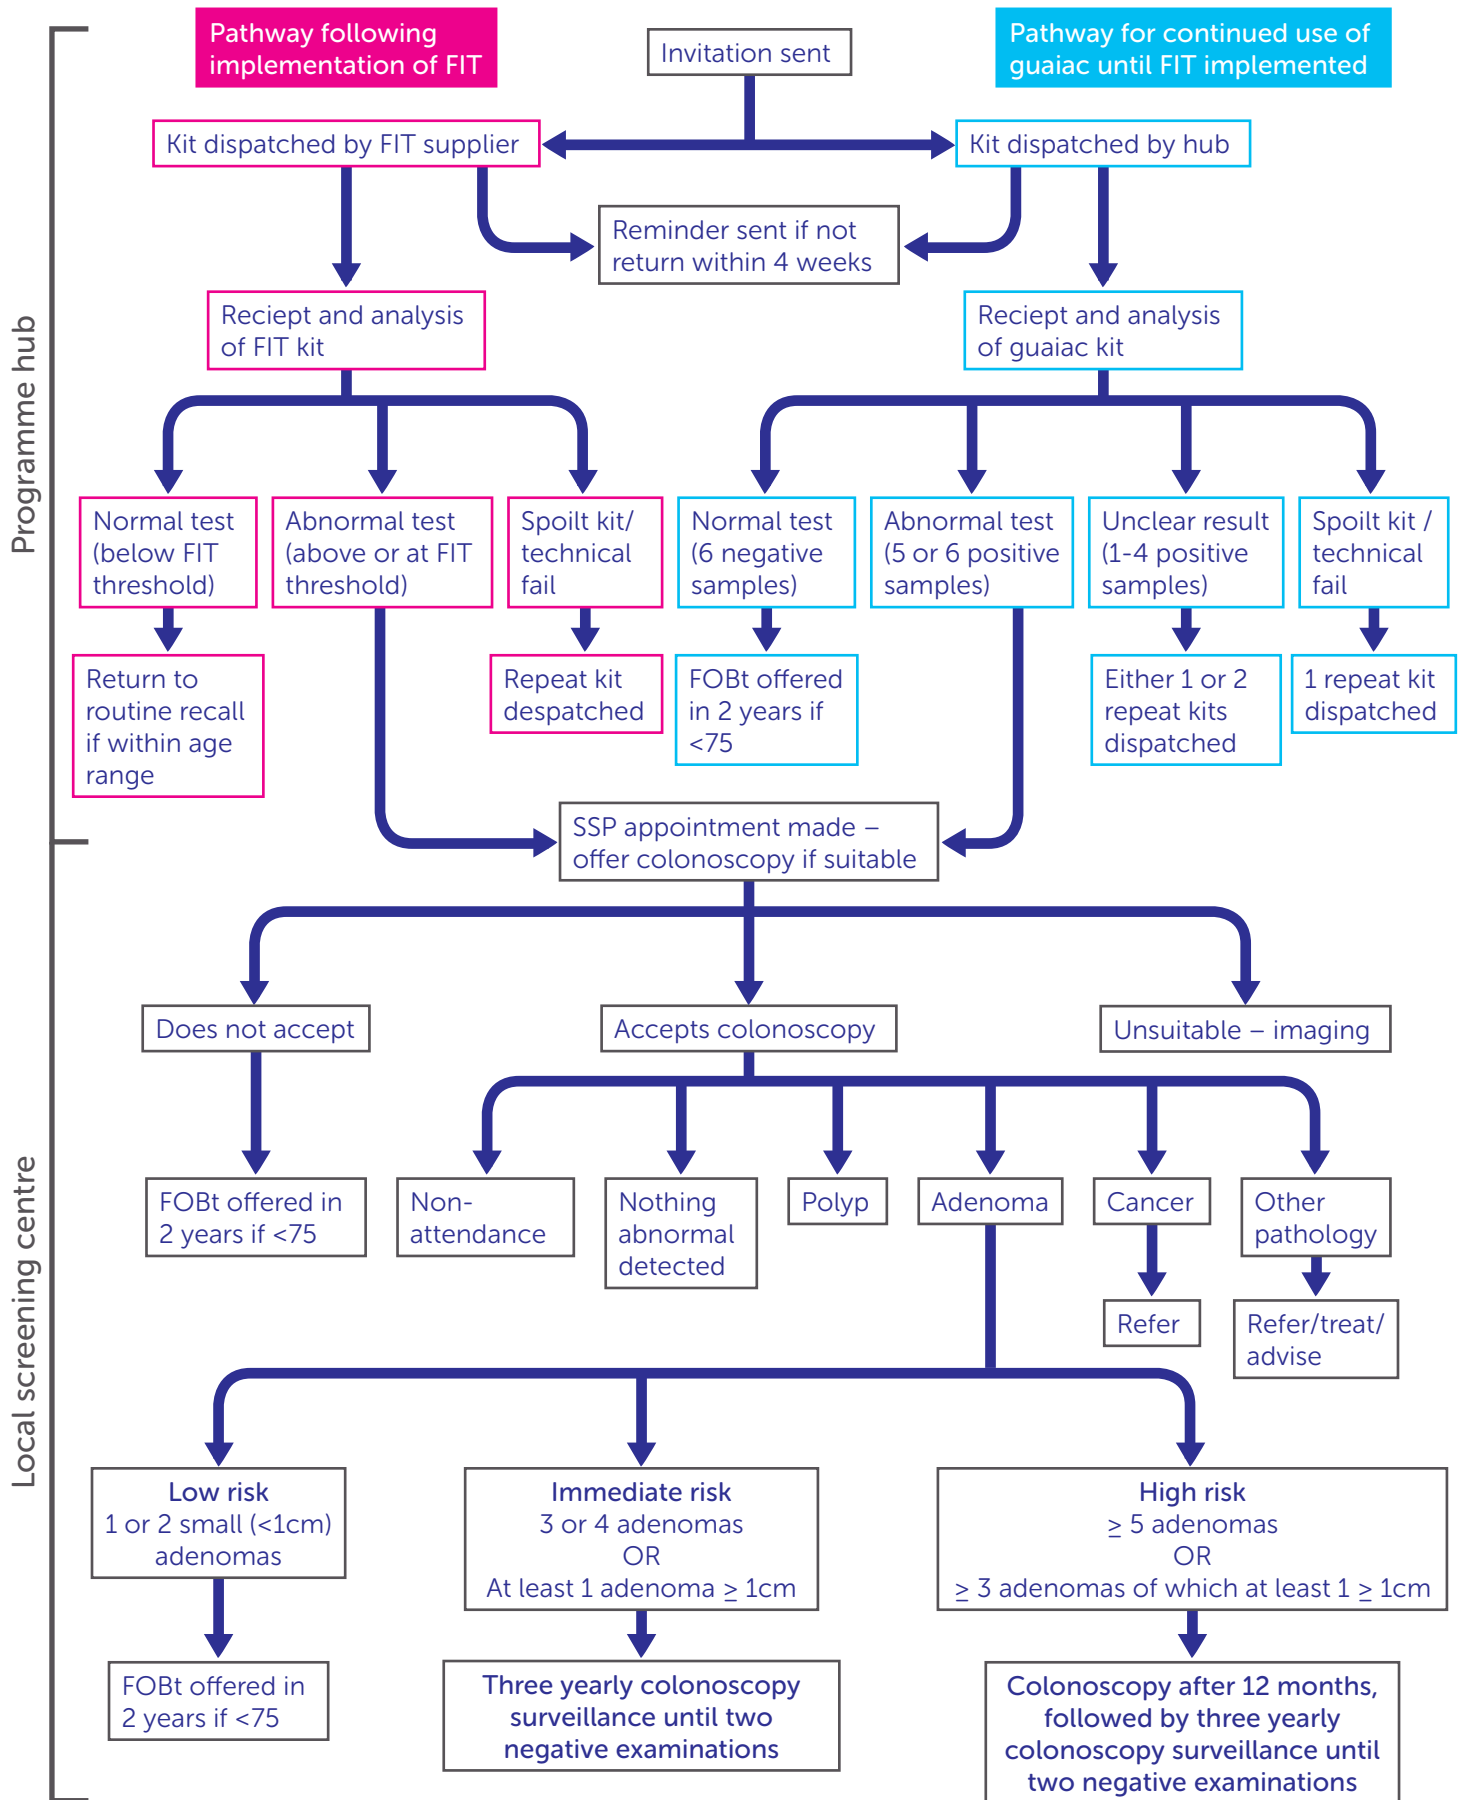 Pathway following
implementation of FIT
Invitation sent
Pathway for continued use of
guaiac until FIT implemented
Kit dispatched by FIT supplier
Kit dispatched by hub
Reminder sent if not
return within 4 weeks
Reciept and analysis
of FIT kit
Reciept and analysis
of guaiac kit
Programme hub
Normal test
(below FIT
threshold)
Abnormal test
(above or at FIT
threshold)
Spoilt kit/
technical
fail
Normal test
(6 negative
samples)
Abnormal test
(5 or 6 positive
samples)
Unclear result
(1-4 positive
samples)
Spoilt kit /
technical
fail
Return to
routine recall
if within age
range
Repeat kit
despatched
FOBt offered
in 2 years if
<75
Either 1 or 2
repeat kits
dispatched
1 repeat kit
dispatched
SSP appointment made –
offer colonoscopy if suitable
Local screening centre
Does not accept
Accepts colonoscopy
Unsuitable – imaging
FOBt offered in
2 years if <75
Non-
attendance
Nothing
abnormal
detected
Polyp
Adenoma
Cancer
Other
pathology
Refer
Refer/treat/
advise
Low risk
1 or 2 small (<1cm)
adenomas
Immediate risk
3 or 4 adenomas
OR
At least 1 adenoma ≥ 1cm
High risk
≥ 5 adenomas
OR
≥ 3 adenomas of which at least 1 ≥ 1cm
FOBt offered in
2 years if <75
Three yearly colonoscopy
surveillance until two
negative examinations
Colonoscopy after 12 months,
followed by three yearly
colonoscopy surveillance until
two negative examinations